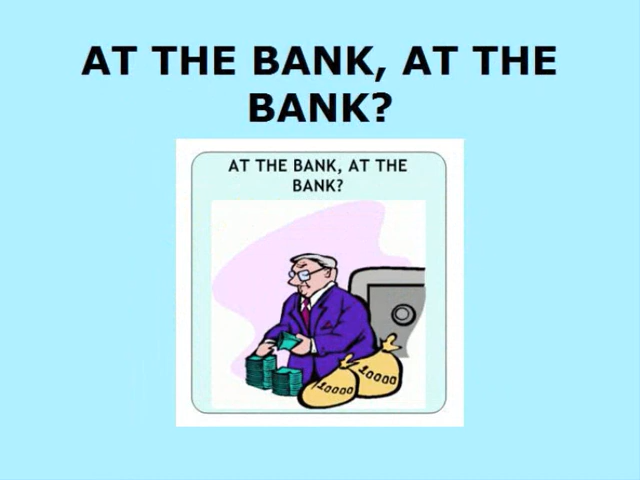 AT THE BANK, AT THE
BANK?
AT THE BANK, AT THE
BANK?
10000
10000